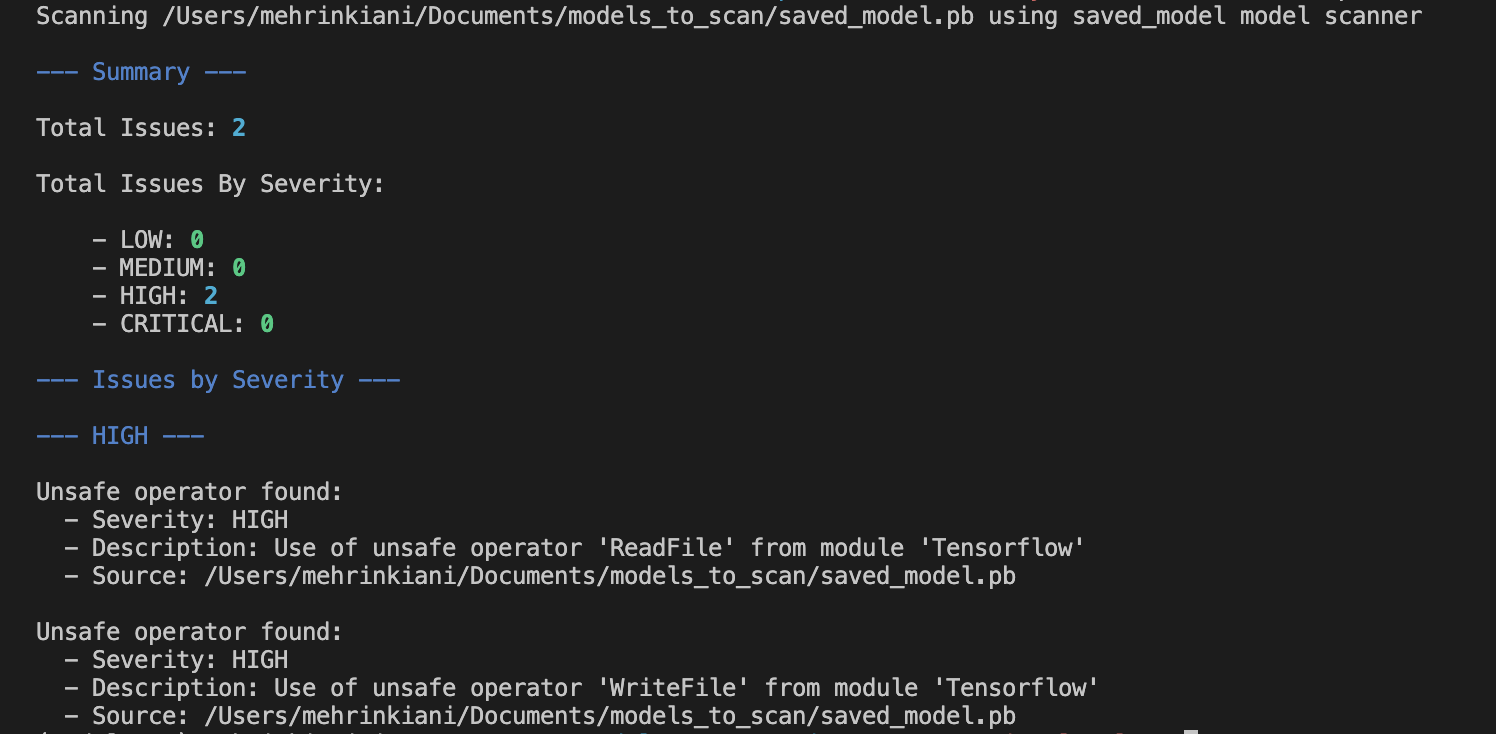 Scanning /Users/mehrinkiani/Documents/models_to_scan/saved_model.pb using saved_model model scanner
--- Summary ---
Total Issues: 2
Total Issues By Severity:
- LOW: 0
- MEDIUM: 0
- HIGH: 2
- CRITICAL: 0
--- Issues by Severity ---
--- HIGH ---
Unsafe operator found:
- Severity: HIGH
- Description: Use of unsafe operator 'ReadFile' from module 'Tensorflow'
- Source: /Users/mehrinkiani/Documents/models_to_scan/saved_model.pb
Unsafe operator found:
- Severity: HIGH
- Description: Use of unsafe operator 'WriteFile' from module 'Tensorflow'
- Source: /Users/mehrinkiani/Documents/models_to_scan/saved_model.pb